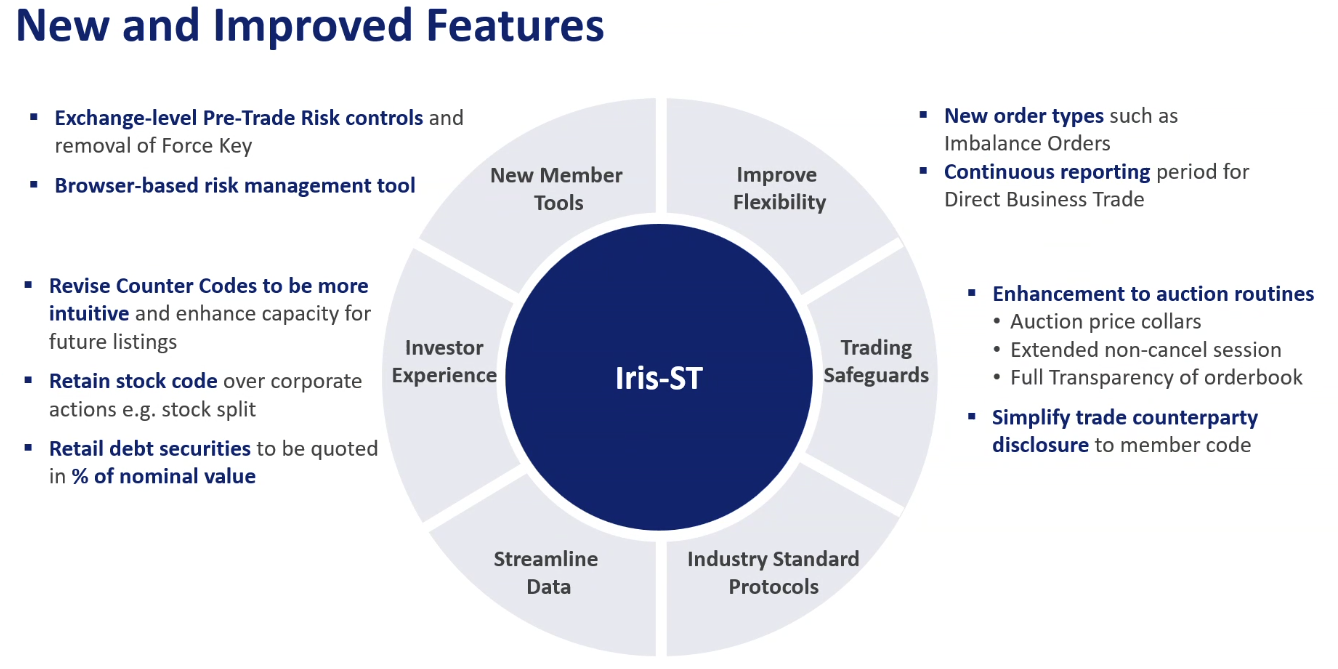 New and Improved Features
▪ Exchange-level Pre-Trade Risk controls and
removal of Force Key
▪ Browser-based risk management tool
▪ Revise Counter Codes to be more
intuitive and enhance capacity for
future listings
▪ Retain stock code over corporate
actions e.g. stock split
▪ Retail debt securities to be quoted
in % of nominal value
New Member
Tools
Improve
Flexibility
Investor
Experience
Iris-ST
Trading
Safeguards
Streamline
Data
Industry Standard
Protocols
▪ New order types such as
Imbalance Orders
▪ Continuous reporting period for
Direct Business Trade
▪ Enhancement to auction routines
• Auction price collars
• Extended non-cancel session
• Full Transparency of orderbook
▪ Simplify trade counterparty
disclosure to member code